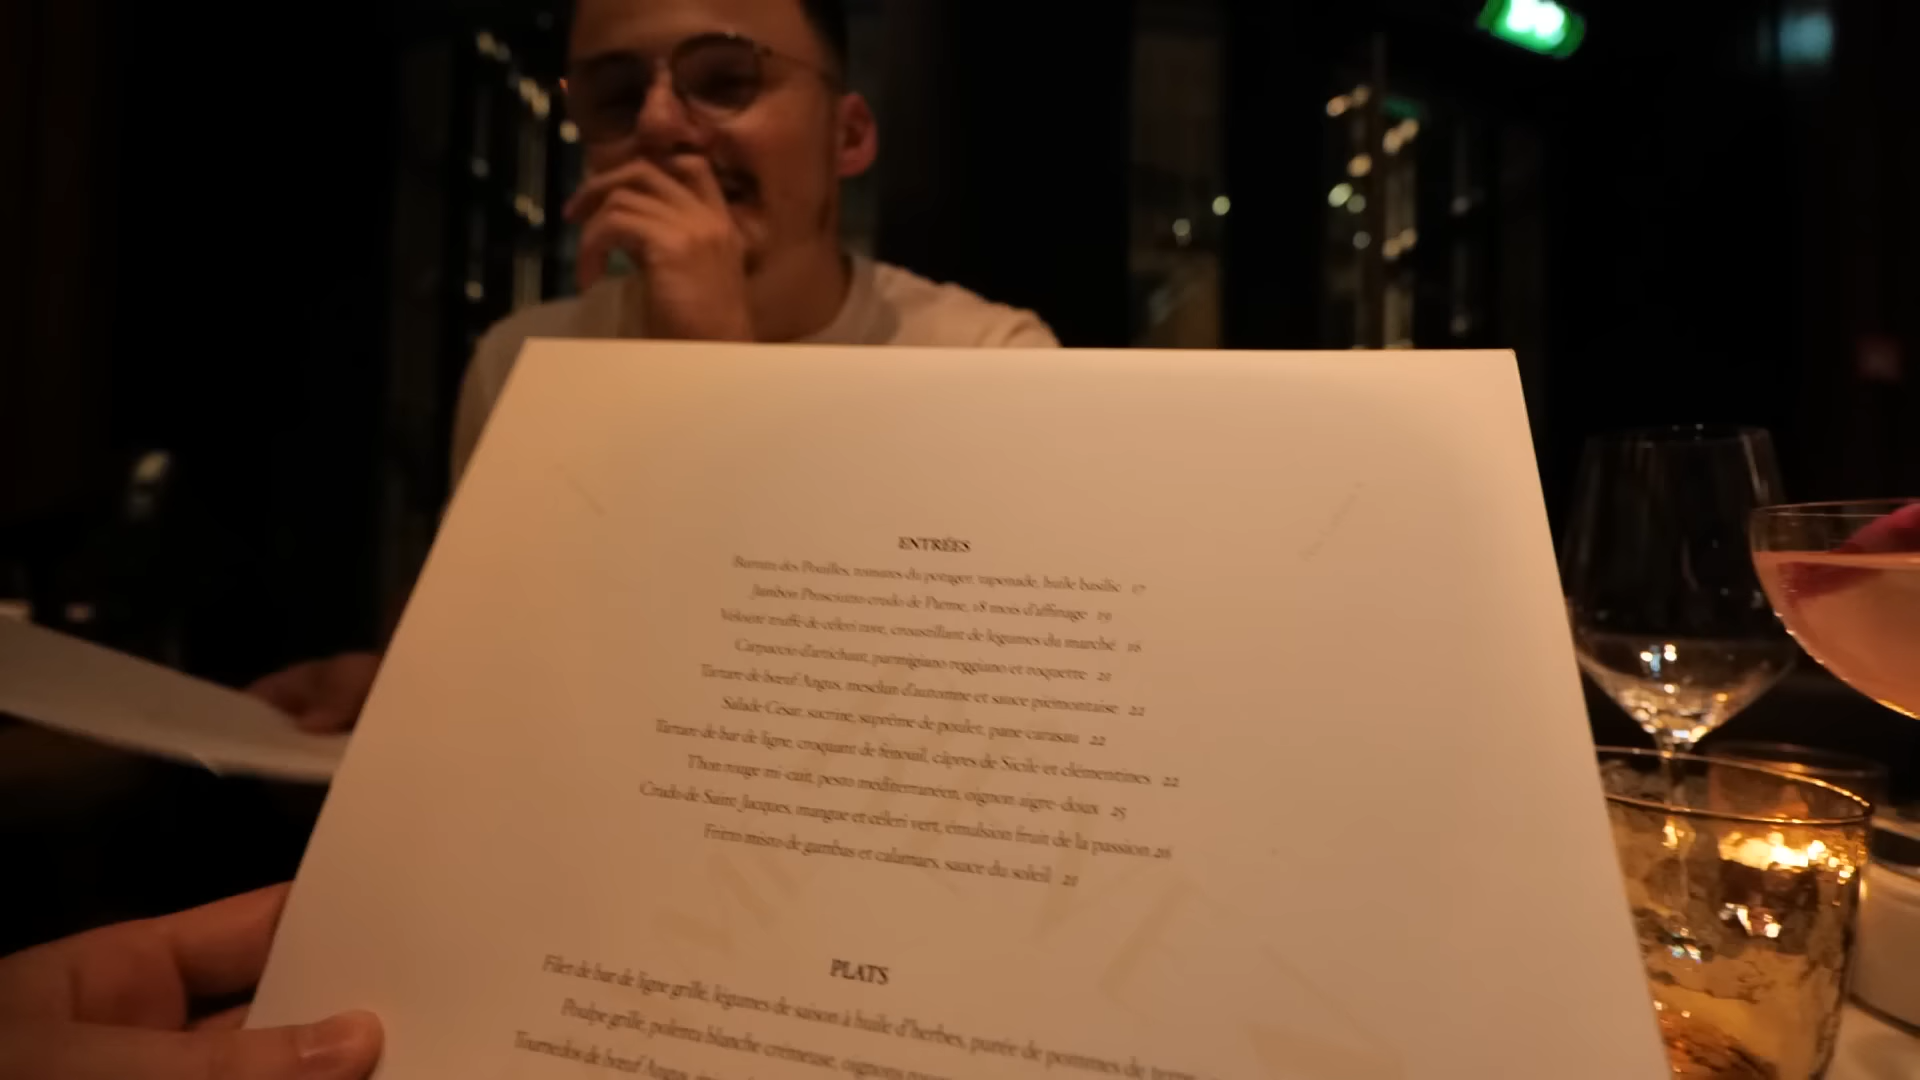 ENTRÉES
Burrata des Pouilles, tomates du potager, tapenade, huile basilic 17
Jambon Prosciutto crudo de Parme, 18 mois d'affinage 19
Velouté truffé de céleri rave, croustillant de légumes du marché 16
Carpaccio d'artichaut, parmigiano reggiano et roquette 21
Tartare de bœuf Angus, mesclun d'automne et sauce piémontaise 22
Salade César, sucrine, suprême de poulet, pane carasau 22
Tartare de bar de ligne, croquant de fenouil, câpres de Sicile et clémentines 22
Thon rouge mi-cuit, pesto méditerranéen, oignon aigre-doux 25
Crudo de Saint Jacques, mangue et céleri vert, émulsion fruit de la passion 26
Fritto misto de gambas et calamars, sauce du soleil 21
PLATS
Filet de bar de ligne grillé, légumes de saison à huile d'herbes, purée de pommes de terre
Poulpe grillé, polenta blanche crémeuse, oignons
Tournedos de bœuf Angus,